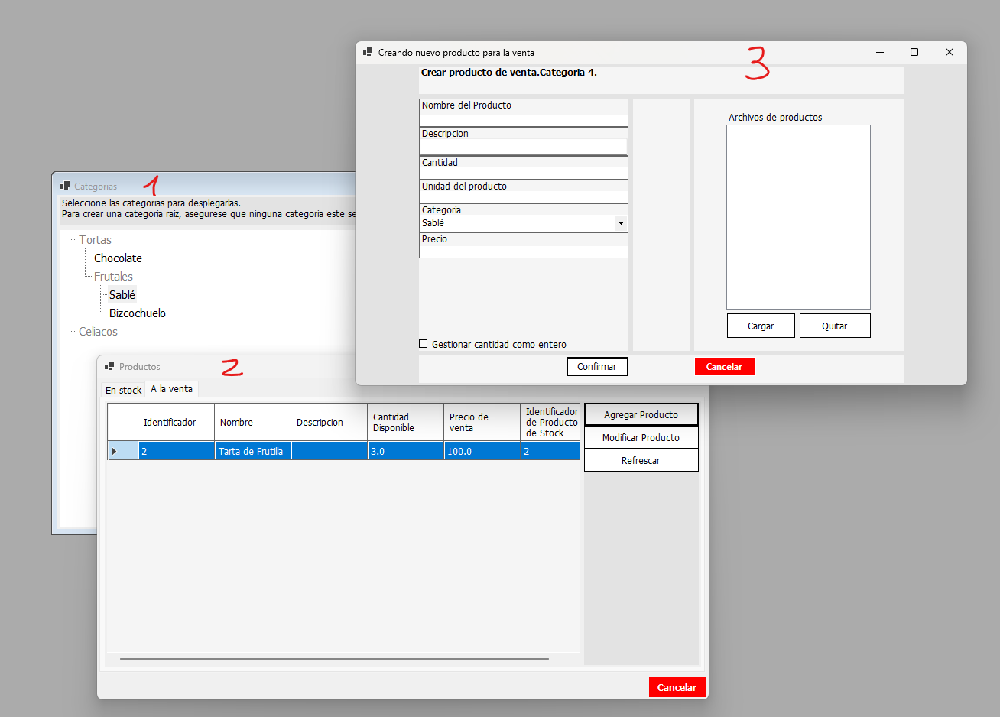 Categorias
1
Seleccione las categorias para desplegarlas.
Para crear una categoria raiz, asegurese que ninguna categoria este se
Tortas
Chocolate
Frutales
Sablé
Bizcochuelo
Celiacos
Productos
2
En stock
A la venta
Identificador
Nombre
Descripcion
Cantidad
Disponible
Precio de
venta
Identificador
de Producto
de Stock
2
Tarta de Frutilla
3.0
100.0
2
Agregar Producto
Modificar Producto
Refrescar
Cancelar
Creando nuevo producto para la venta
3
Crear producto de venta.Categoria 4.
Nombre del Producto
Descripcion
Cantidad
Unidad del producto
Categoria
Sablé
Precio
Gestionar cantidad como entero
Archivos de productos
Cargar
Quitar
Confirmar
Cancelar